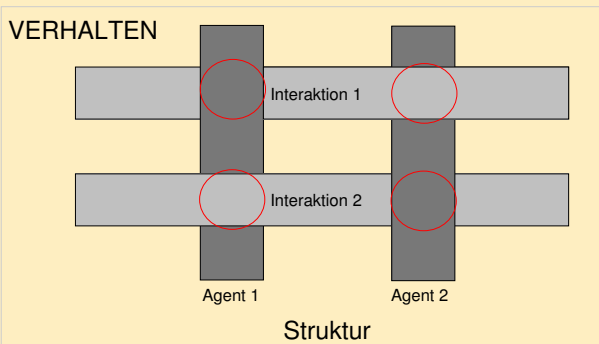 VERHALTEN
Interaktion 1
Interaktion 2
Agent 1 Agent 2
Struktur